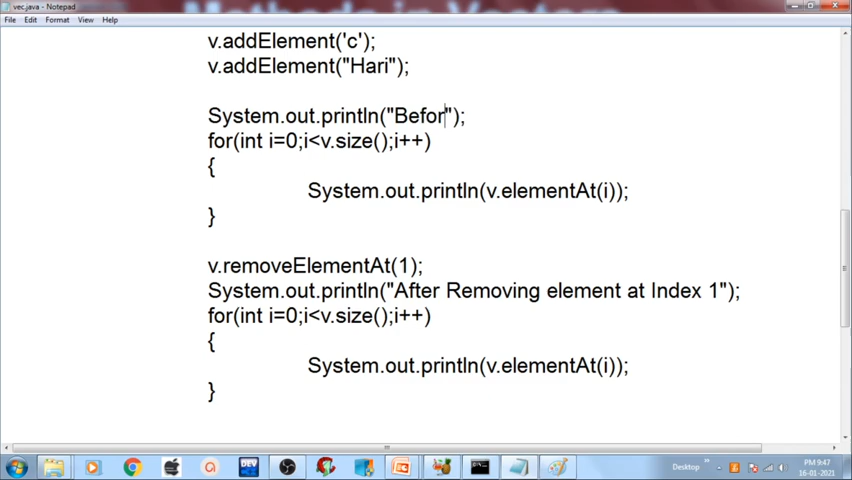 vec.java - Notepad
File Edit Format View Help
v.addElement('c');
v.addElement("Hari");
System.out.println("Befor");
for(int i=0;i<v.size();i++)
{
System.out.println(v.elementAt(i));
}
v.removeElementAt(1);
System.out.println("After Removing element at Index 1");
for(int i=0;i<v.size();i++)
{
System.out.println(v.elementAt(i));
}
DEV
Desktop
PM 9:47
16-01-2021